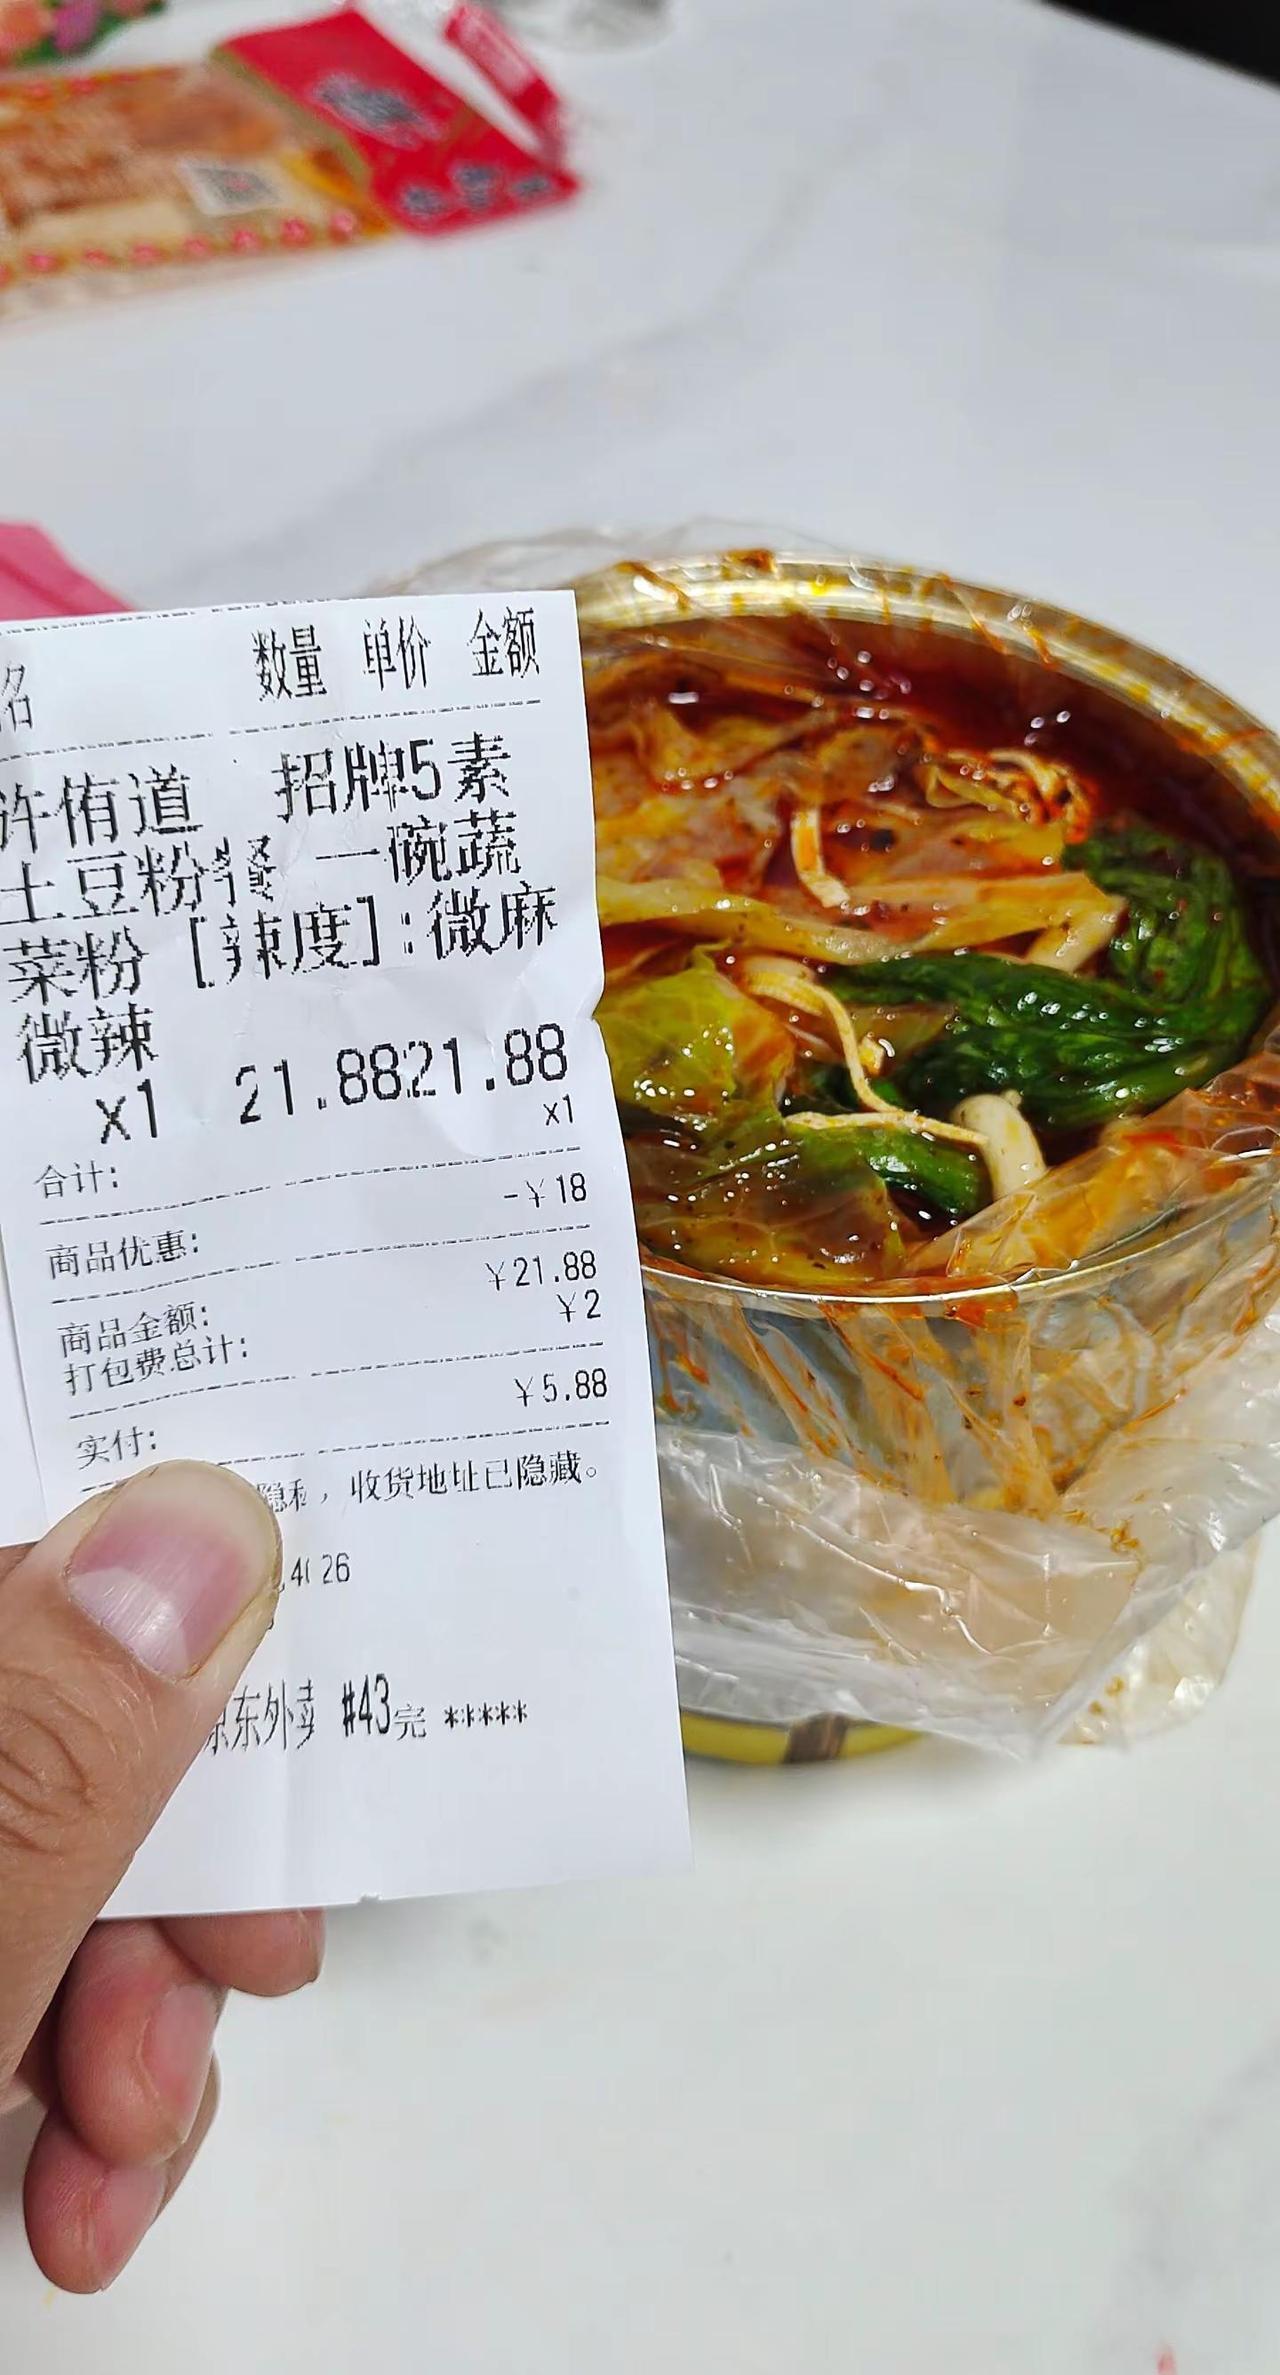 名 数量 单价 金额
许侑道 招牌5素
土豆粉餐 一碗蔬
菜粉 [辣度]:微麻
微辣
x1 21.8821.88
合计: x1
商品优惠: -¥18
商品金额: ¥21.88
打包费总计: ¥2
实付: ¥5.88
隐私, 收货地址已隐藏。
26
京东外卖 #43完 *****